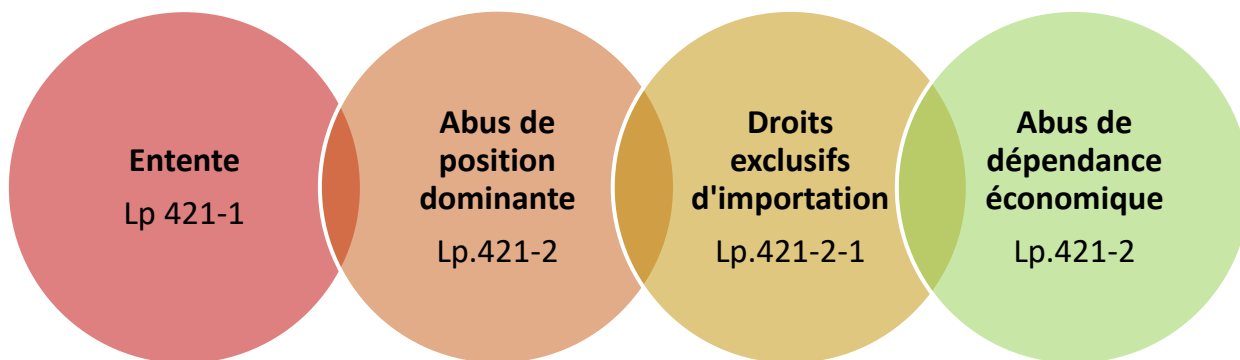 Entente
Lp 421-1
Abus de
position
dominante
Lp.421-2
Droits
exclusifs
d'importation
Lp.421-2-1
Abus de
dépendance
économique
Lp.421-2